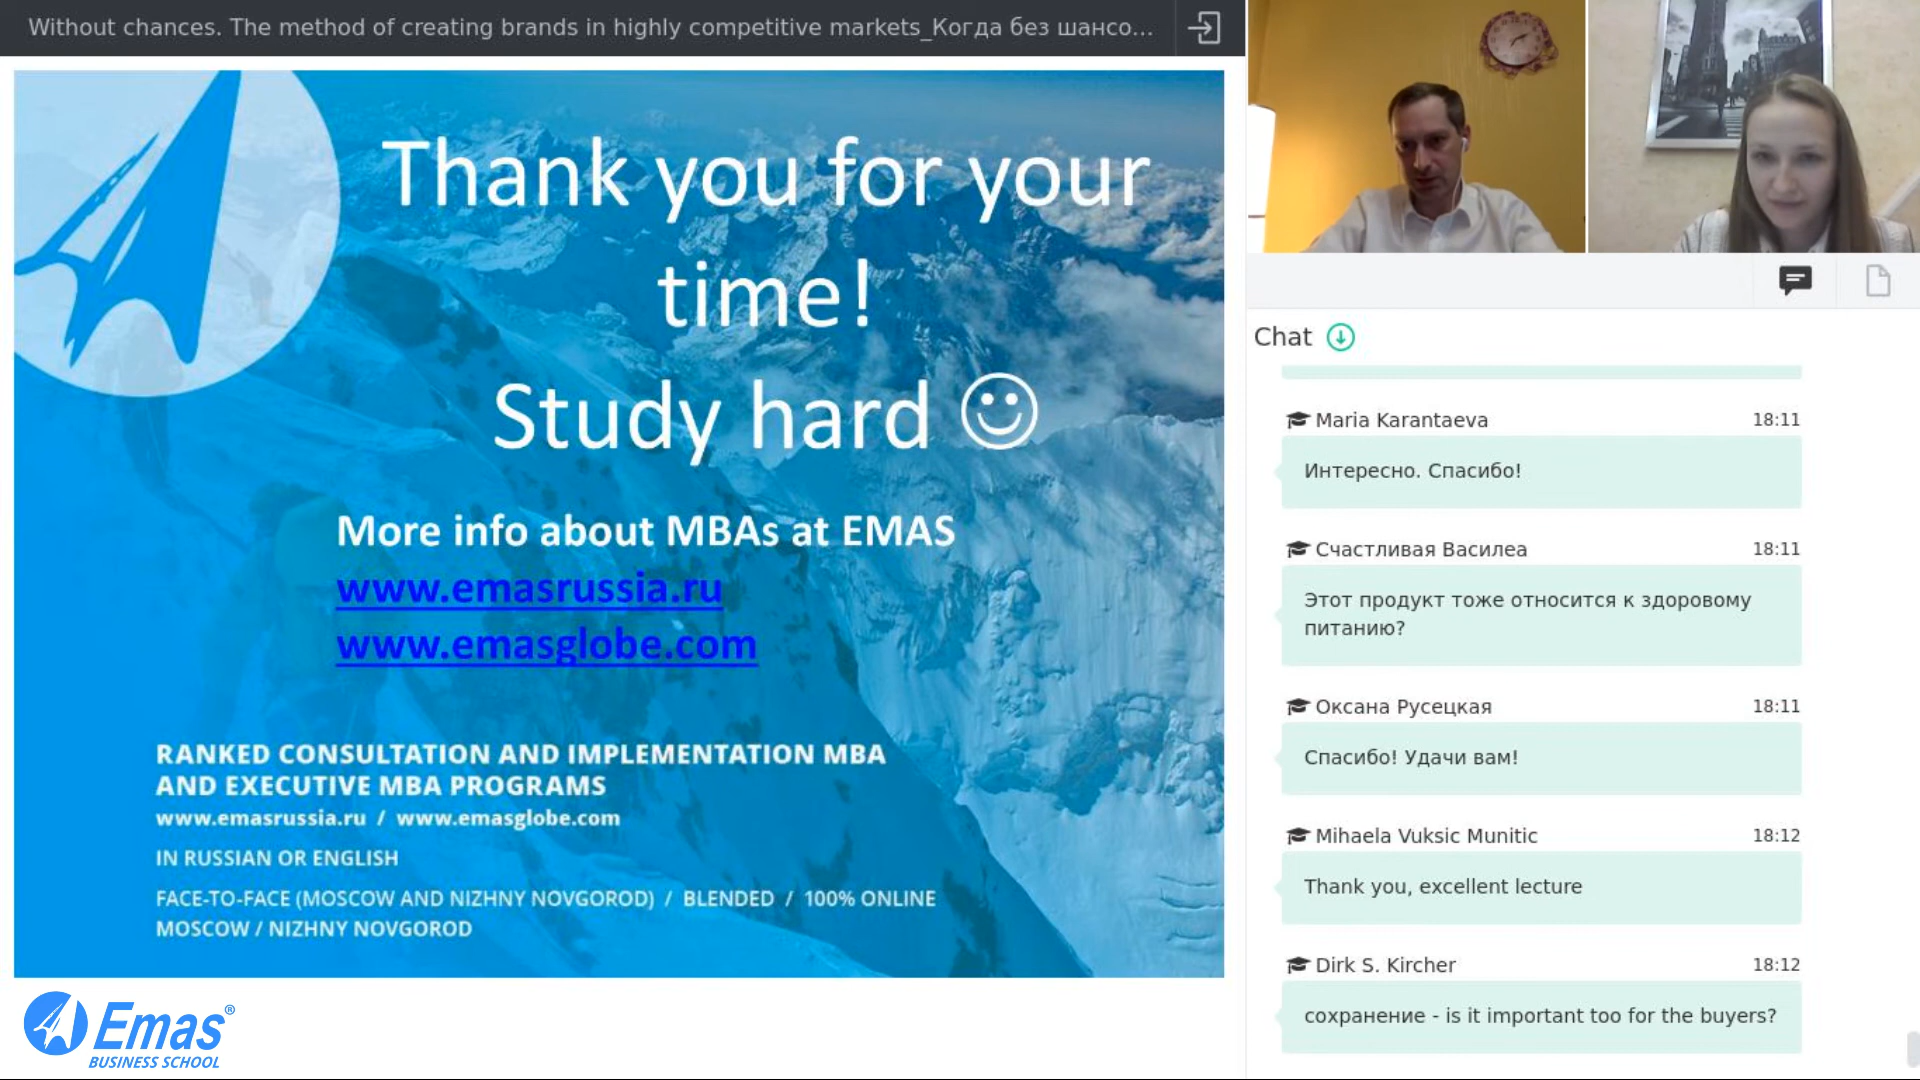 Without chances. The method of creating brands in highly competitive markets_Когда без шансо...
Thank you for your
time!
Study hard ☺
More info about MBAs at EMAS
www.emasrussia.ru
www.emasglobe.com
RANKED CONSULTATION AND IMPLEMENTATION MBA
AND EXECUTIVE MBA PROGRAMS
www.emasrussia.ru / www.emasglobe.com
IN RUSSIAN OR ENGLISH
FACE-TO-FACE (MOSCOW AND NIZHNY NOVGOROD) / BLENDED / 100% ONLINE
MOSCOW / NIZHNY NOVGOROD
Emas®
BUSINESS SCHOOL
Chat
Maria Karantaeva 18:11
Интересно. Спасибо!
Счастливая Василеа 18:11
Этот продукт тоже относится к здоровому
питанию?
Оксана Русецкая 18:11
Спасибо! Удачи вам!
Mihaela Vuksic Munitic 18:12
Thank you, excellent lecture
Dirk S. Kircher 18:12
сохранение - is it important too for the buyers?